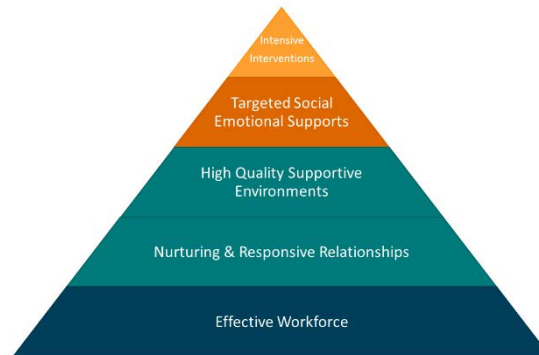 Intensive
Interventions
Targeted Social
Emotional Supports
High Quality Supportive
Environments
Nurturing & Responsive Relationships
Effective Workforce